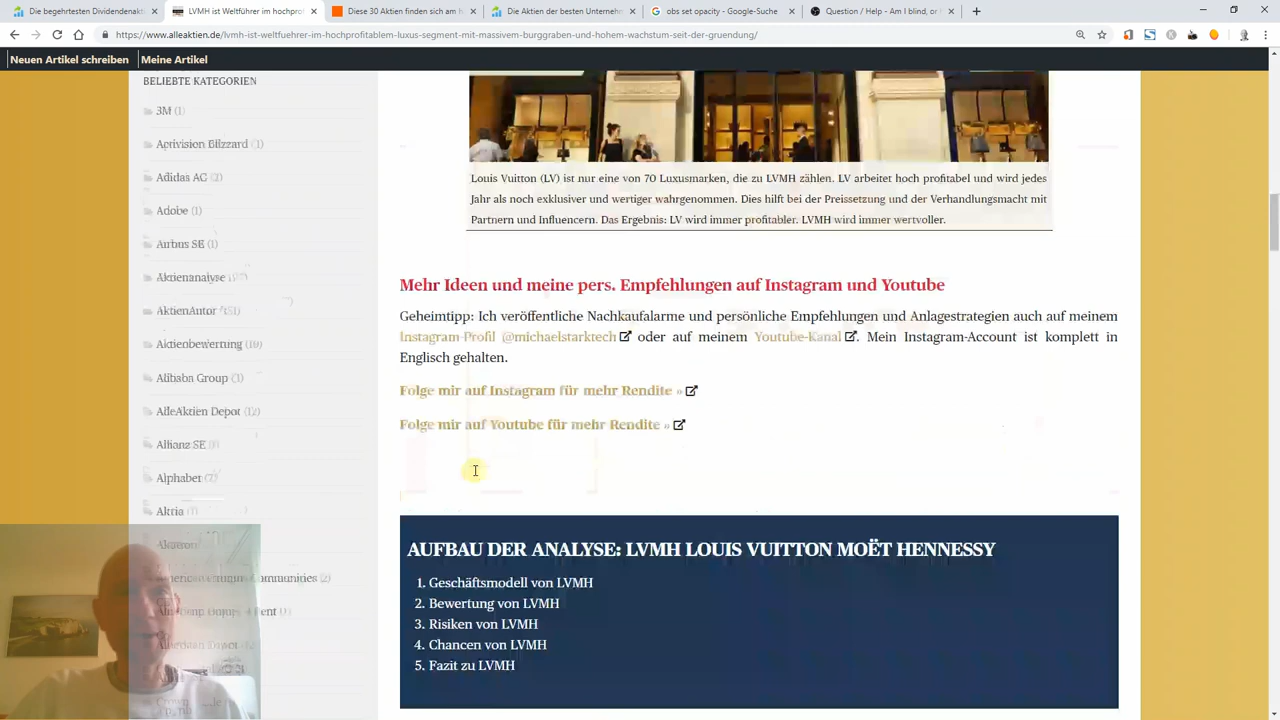 Die begehrtesten Dividendenakt
LVMH ist Weltführer im hochprof
Diese 30 Aktien finden sich am h
Die Aktien der besten Unternehm
obs set opacity - Google-Suche
Question / Help - Am I blind, or
https://www.alleaktien.de/lvmh-ist-weltfuehrer-im-hochprofitablem-luxus-segment-mit-massivem-burggraben-und-hohem-wachstum-seit-der-gruendung/
Neuen Artikel schreiben
Meine Artikel
BELIEBTE KATEGORIEN
3M (1)
Activision Blizzard (1)
Adidas AG (2)
Adobe (1)
Airbus SE (1)
Aktienanalyse
AktienAutor
Aktienbewertung (10)
Alibaba Group (3)
AlleAktien Depot (12)
Allianz SE
Alphabet (7)
Louis Vuitton (LV) ist nur eine von 70 Luxusmarken, die zu LVMH zählen. LV arbeitet hoch profitabel und wird jedes
Jahr als noch exklusiver und wertiger wahrgenommen. Dies hilft bei der Preissetzung und der Verhandlungsmacht mit
Partnern und Influencern. Das Ergebnis: LV wird immer profitabler. LVMH wird immer wertvoller.
Mehr Ideen und meine pers. Empfehlungen auf Instagram und Youtube
Geheimtipp: Ich veröffentliche Nachkaufalarme und persönliche Empfehlungen und Anlagestrategien auch auf meinem
Instagram-Profil @michaelstarktech oder auf meinem Youtube-Kanal. Mein Instagram-Account ist komplett in
Englisch gehalten.
Folge mir auf Instagram für mehr Rendite »
Folge mir auf Youtube für mehr Rendite »
AUFBAU DER ANALYSE: LVMH LOUIS VUITTON MOËT HENNESSY
1. Geschäftsmodell von LVMH
2. Bewertung von LVMH
3. Risiken von LVMH
4. Chancen von LVMH
5. Fazit zu LVMH